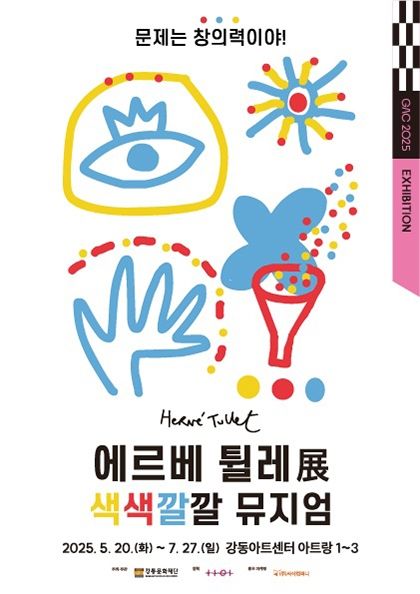 문제는 창의력이야!
GAC 2025
EXHIBITION
Hervé Tullet
에르베 튈레展
색색깔깔 뮤지엄
2025. 5. 20.(화) ~ 7. 27.(일) 강동아트센터 아트랑 1~3
강동문화재단